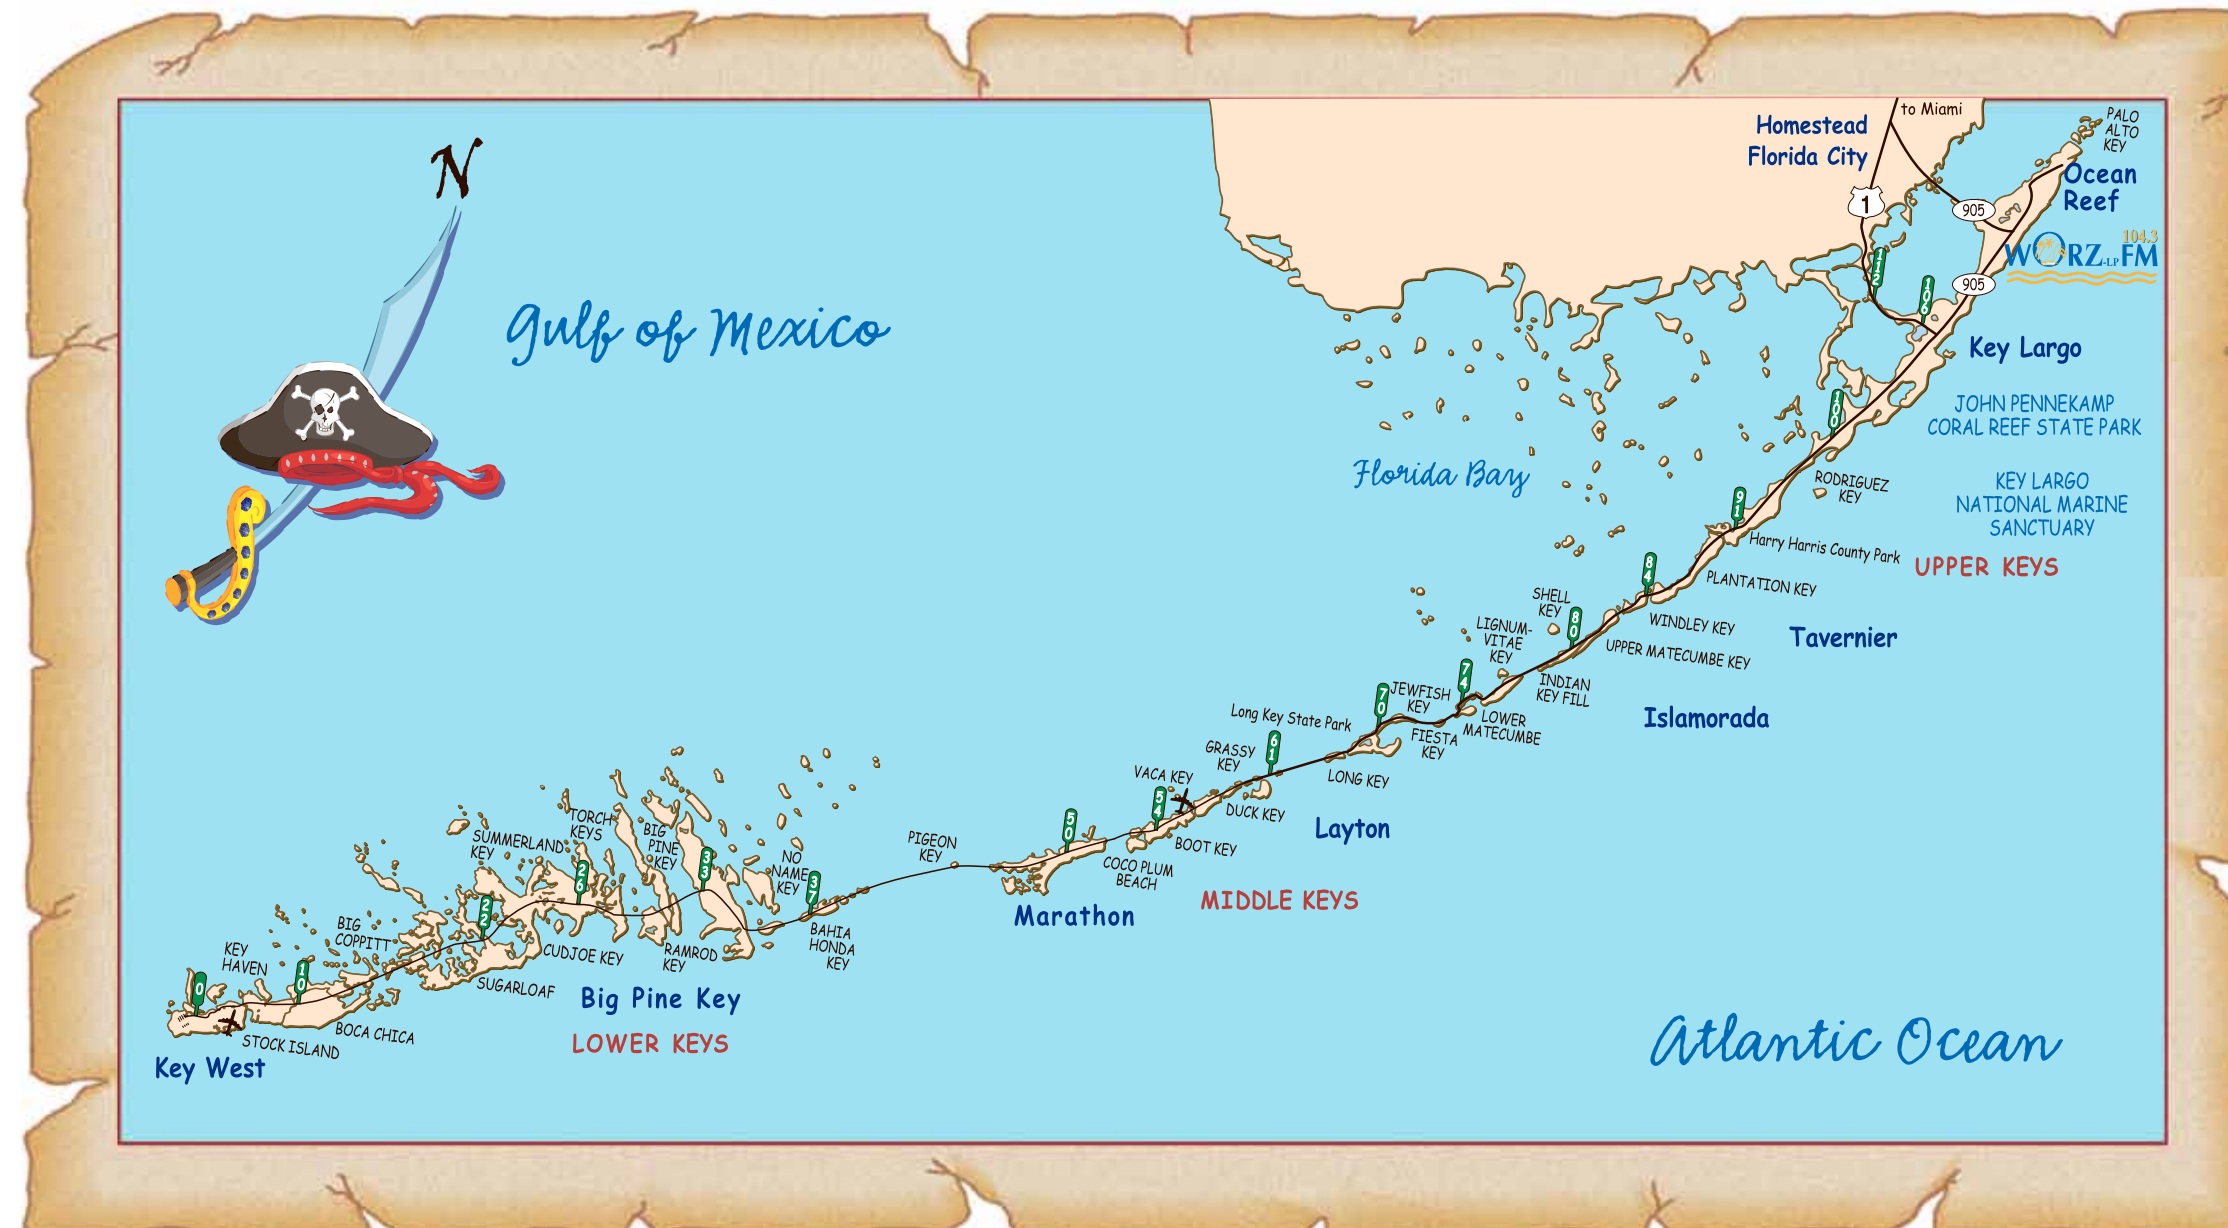 to Miami
Homestead
Florida City
PALO
ALTO
KEY
Ocean
Reef
1
905
104.3
WORZ-LP FM
905
112
106
N
Gulf of Mexico
Key Largo
JOHN PENNEKAMP
CORAL REEF STATE PARK
100
Florida Bay
RODRIGUEZ
KEY
KEY LARGO
NATIONAL MARINE
SANCTUARY
91
Harry Harris County Park
UPPER KEYS
84
PLANTATION KEY
SHELL
KEY
80
WINDLEY KEY
LIGNUM-
VITAE
KEY
Tavernier
UPPER MATECUMBE KEY
74
INDIAN
KEY FILL
70
JEWFISH
KEY
Islamorada
LOWER
MATECUMBE
Long Key State Park
FIESTA
KEY
61
GRASSY
KEY
LONG KEY
VACA KEY
54
DUCK KEY
Layton
50
BOOT KEY
COCO PLUM
BEACH
MIDDLE KEYS
Marathon
PIGEON
KEY
TORCH
KEYS
BIG
PINE
KEY
SUMMERLAND
KEY
26
33
NO
NAME
KEY
37
22
BIG
COPPITT
BAHIA
HONDA
KEY
CUDJOE KEY
RAMROD
KEY
KEY
HAVEN
10
0
SUGARLOAF
Big Pine Key
LOWER KEYS
BOCA CHICA
STOCK ISLAND
Key West
Atlantic Ocean